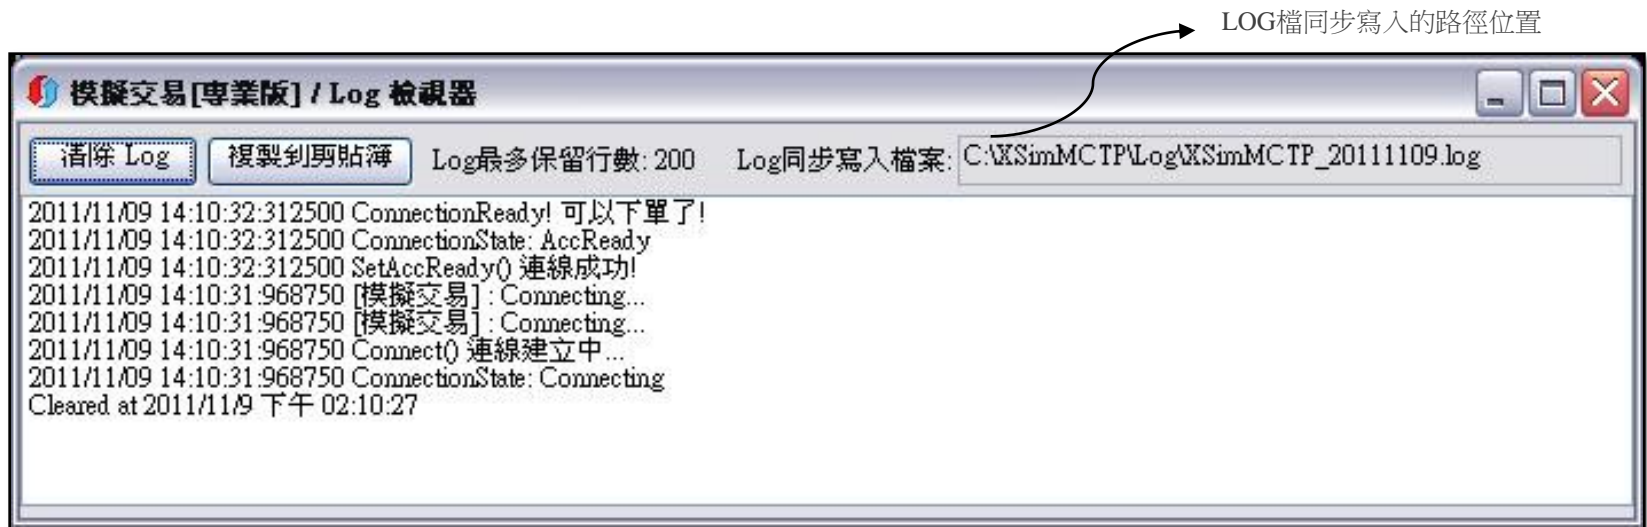 LOG檔同步寫入的路徑位置
模擬交易[專業版] / Log 檢視器
清除 Log 複製到剪貼簿 Log最多保留行數: 200 Log同步寫入檔案: C:\XSimMCTP\Log\XSimMCTP_20111109.log
2011/11/09 14:10:32:312500 ConnectionReady! 可以下單了!
2011/11/09 14:10:32:312500 ConnectionState: AccReady
2011/11/09 14:10:32:312500 SetAccReady() 連線成功!
2011/11/09 14:10:31:968750 [模擬交易] : Connecting...
2011/11/09 14:10:31:968750 [模擬交易] : Connecting...
2011/11/09 14:10:31:968750 Connect() 連線建立中...
2011/11/09 14:10:31:968750 ConnectionState: Connecting
Cleared at 2011/11/9 下午 02:10:27